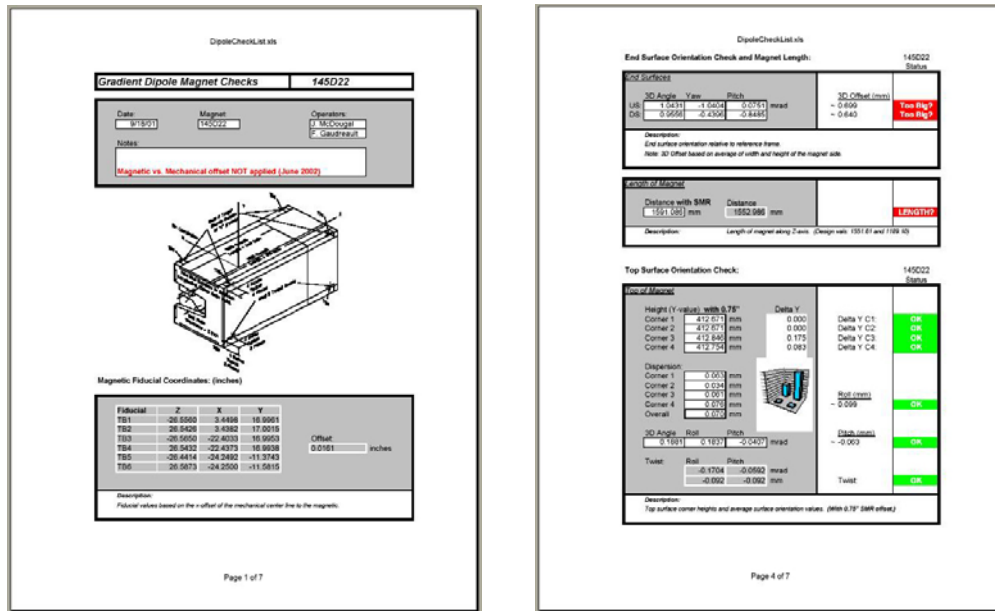 DipoleCheckList.xls
Gradient Dipole Magnet Checks 145D22
Date: Magnet Operators:
9/18/01 145D22 J. McDougal
F. Gaudreault
Notes
Magnetic vs. Mechanical offset NOT applied (June 2002)
Magnetic Fiducial Coordinates: (inches)
Fiducial Z X Y
TB1 -26.5560 3.4498 16.9961
TB2 26.5426 3.4382 17.0015
TB3 -26.5650 -22.4033 16.9953
TB4 26.5432 -22.4373 16.9938
TB5 -26.4414 -24.2492 -11.3743
TB6 26.5873 -24.2500 -11.5815
Offset
0.0161 inches
Description:
Fiducial values based on the x-offset of the mechanical center line to the magnetic.
Page 1 of 7
DipoleCheckList.xls
End Surface Orientation Check and Magnet Length: 145D22
Status
End Surfaces
3D Angle Yaw Pitch 3D Offset (mm)
US: 1.0431 -1.0404 0.0751 mrad ~ 0.699 Too Big?
DS: 0.9556 -0.4396 -0.8485 ~ 0.640 Too Big?
Description:
End surface orientation relative to reference frame.
Note: 3D Offset based on average of width and height of the magnet side.
Length of Magnet
Distance with SMR Distance
1591.086 mm 1552.986 mm LENGTH?
Description: Length of magnet along Z-axis. (Design vals: 1551.61 and 1189.10)
Top Surface Orientation Check: 145D22
Status
Top of Magnet
Height (Y-value) with 0.75" Delta Y
Corner 1 412.671 mm 0.000 Delta Y C1: OK
Corner 2 412.671 mm 0.000 Delta Y C2: OK
Corner 3 412.846 mm 0.175 Delta Y C3: OK
Corner 4 412.754 mm 0.083 Delta Y C4: OK
Dispersion:
Corner 1 0.063 mm
Corner 2 0.034 mm
Corner 3 0.061 mm
Corner 4 0.076 mm
Overall 0.070 mm
Roll (mm)
~ 0.099 OK
3D Angle Roll Pitch Pitch (mm)
0.1881 0.1837 -0.0407 mrad ~ -0.063 OK
Twist: Roll Pitch
-0.1704 -0.0592 mrad
-0.092 -0.092 mm Twist: OK
Description:
Top surface corner heights and average surface orientation values. (With 0.75" SMR offset.)
Page 4 of 7